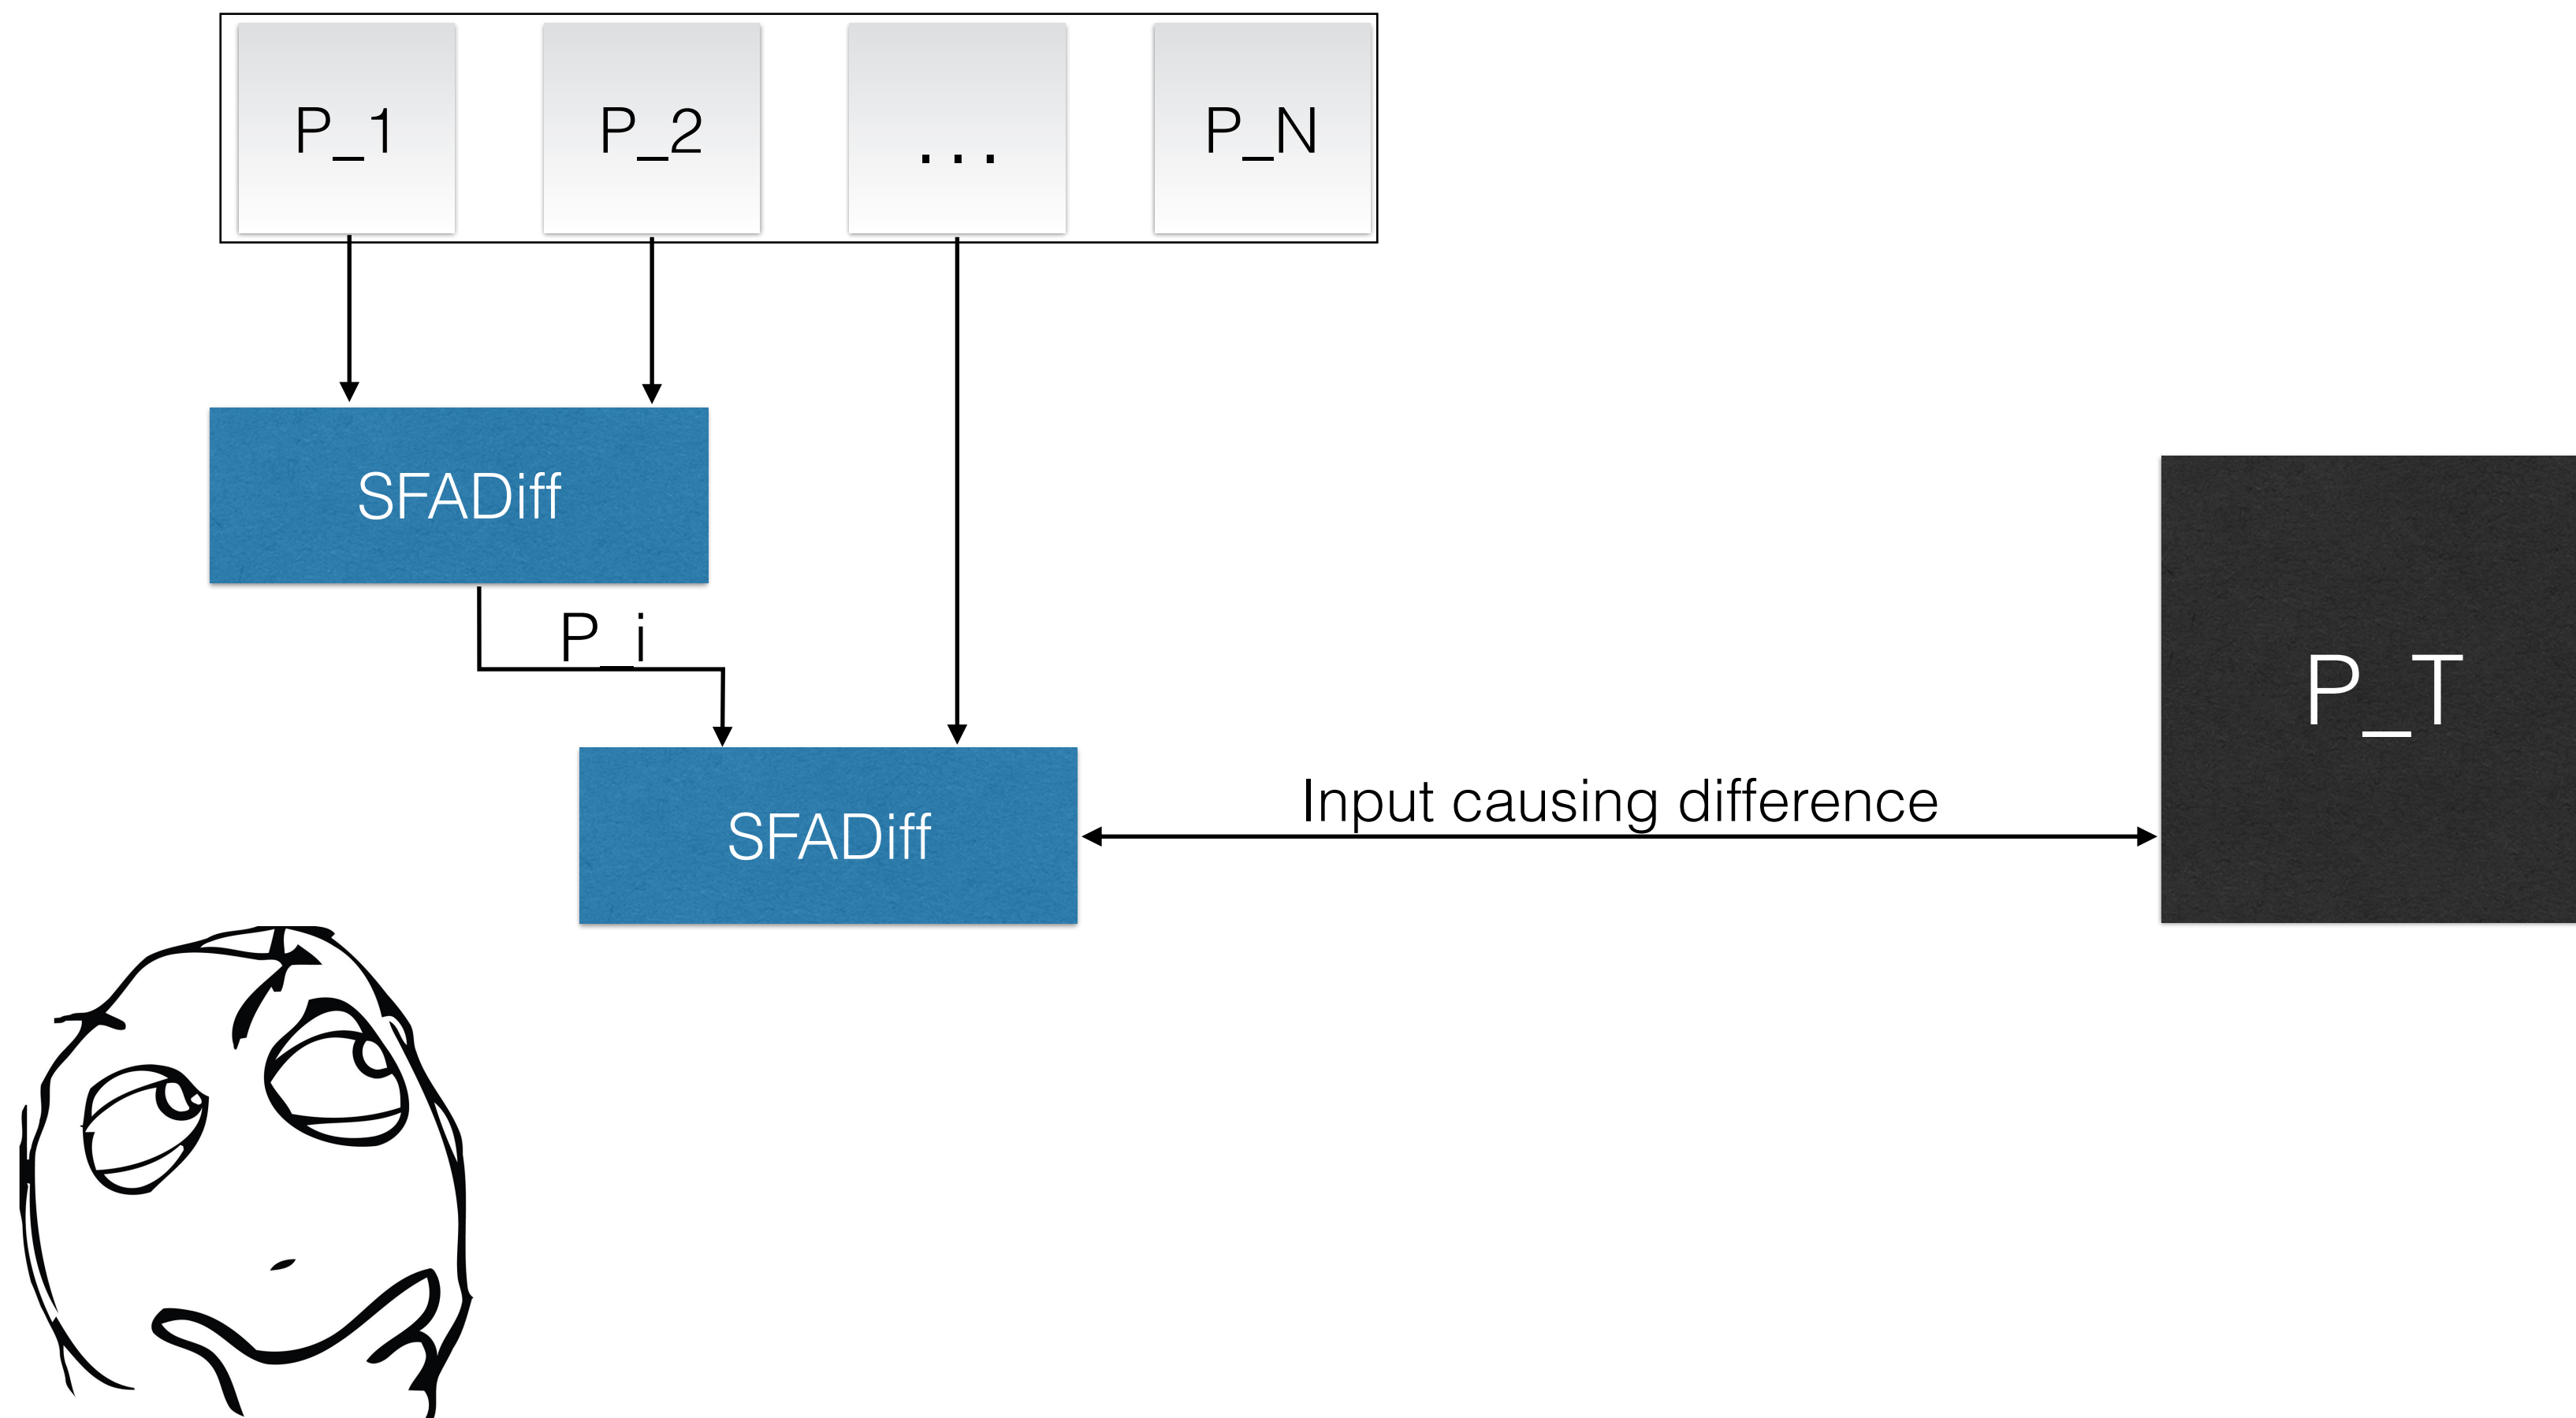 P_1
P_2
...
P_N
SFADiff
P_i
P_T
Input causing difference
SFADiff